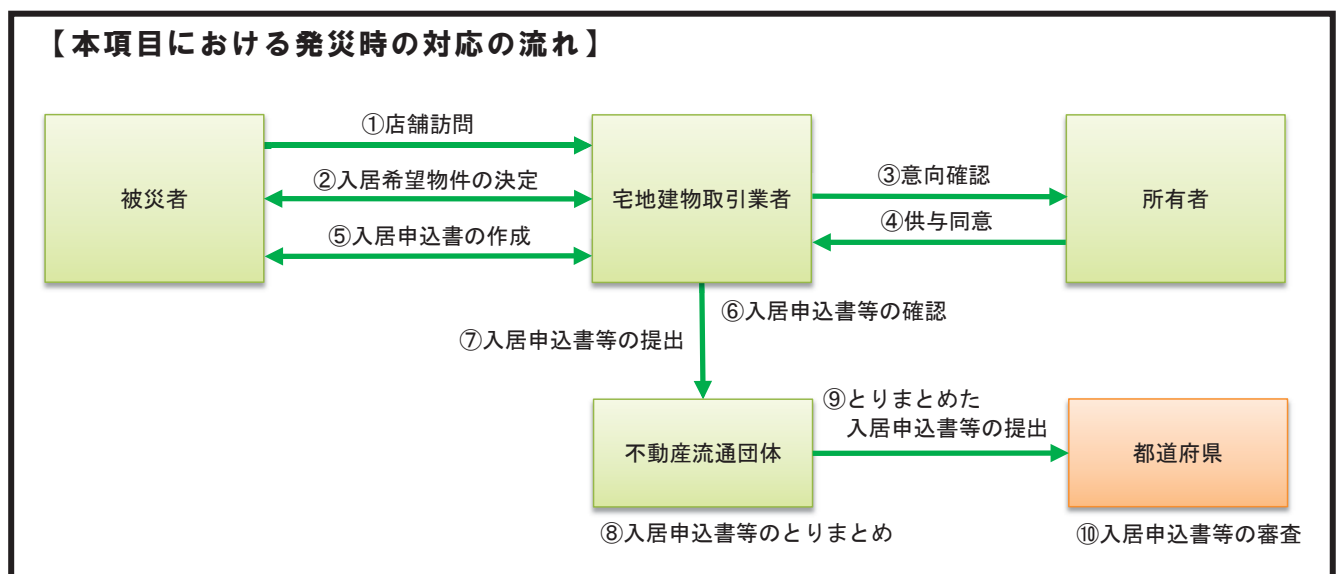 【本項目における発災時の対応の流れ】
①店舗訪問
②入居希望物件の決定
③意向確認
被災者
宅地建物取引業者
所有者
④供与同意
⑤入居申込書の作成
⑥入居申込書等の確認
⑦入居申込書等の提出
⑨とりまとめた
入居申込書等の提出
不動産流通団体
都道府県
⑧入居申込書等のとりまとめ
⑩入居申込書等の審査